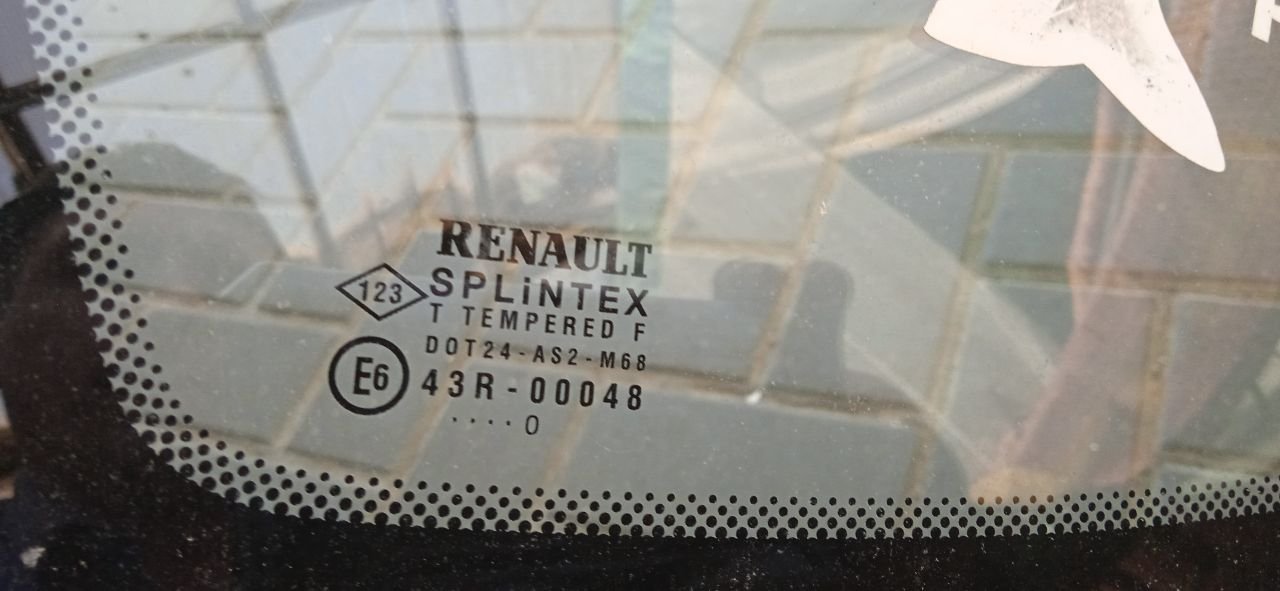 RENAULT
123 SPLiNTEX
T TEMPERED F
DOT24-AS2-M68
E6 43R-00048
....0